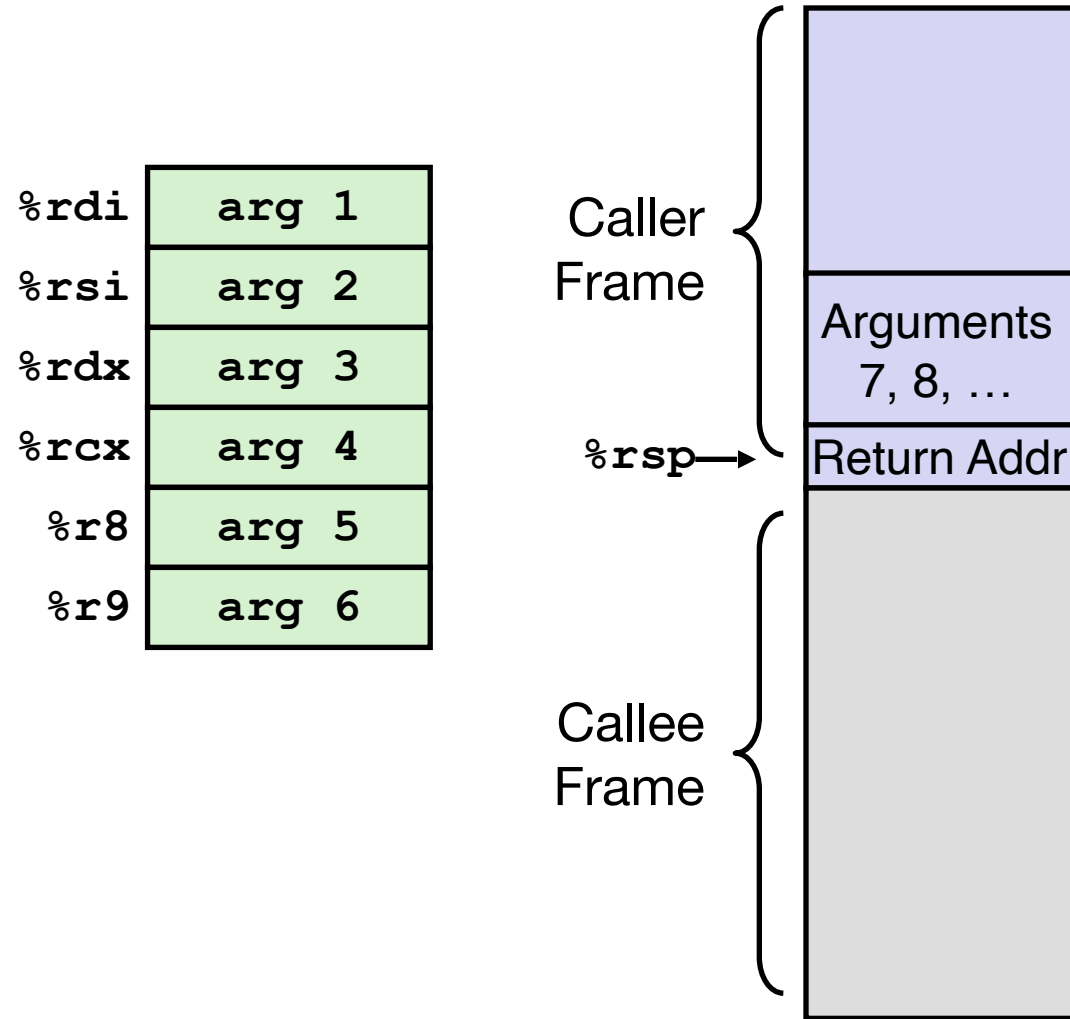 %rdi arg 1
%rsi arg 2
%rdx arg 3
%rcx arg 4
%r8 arg 5
%r9 arg 6
Caller
Frame
Arguments
7, 8, …
%rsp
Return Addr
Callee
Frame